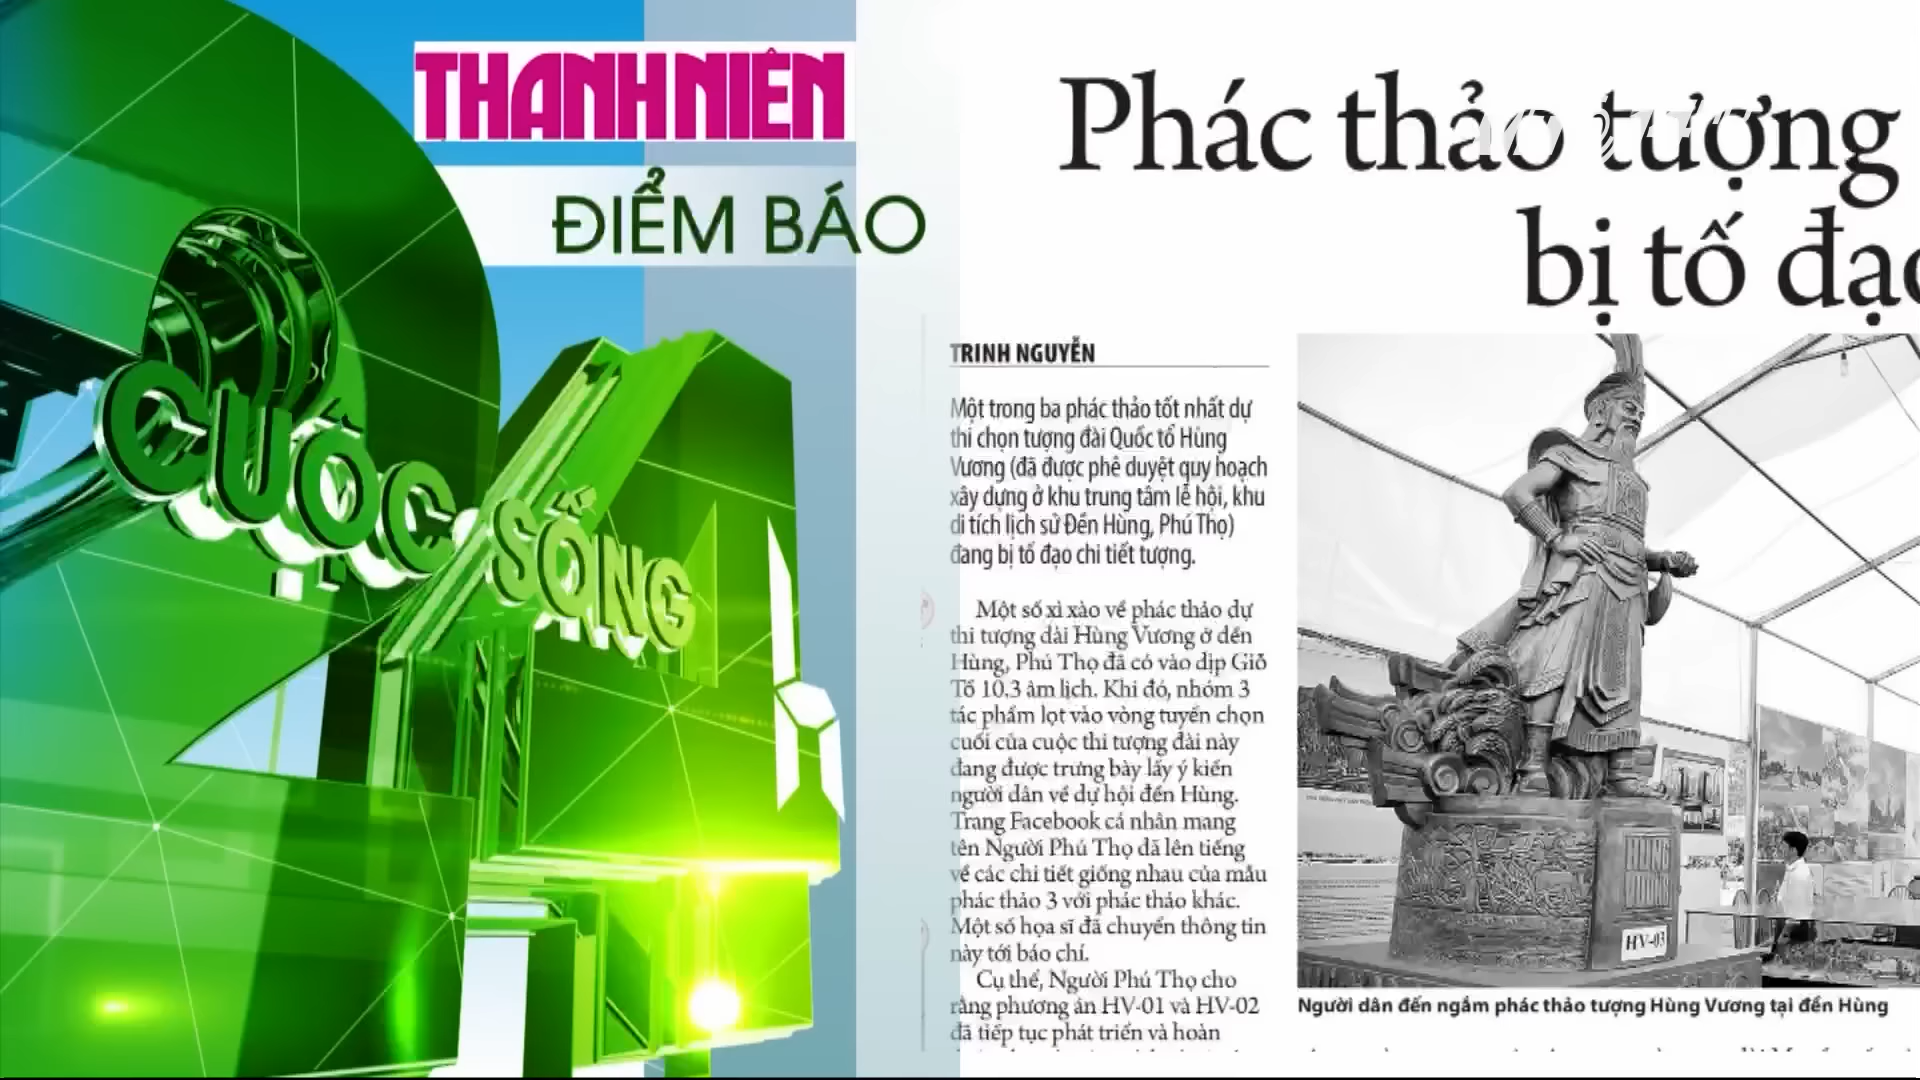 THANH NIÊN
ĐIỂM BÁO
CUỘC SỐNG
24h
Phác thảo tượng
bị tố đạo
TRINH NGUYỄN
Một trong ba phác thảo tốt nhất dự
thi chọn tượng đài Quốc tổ Hùng
Vương (đã được phê duyệt quy hoạch
xây dựng ở khu trung tâm lễ hội, khu
di tích lịch sử Đền Hùng, Phú Thọ)
đang bị tố đạo chi tiết tượng.
Một số xì xào về phác thảo dự
thi tượng đài Hùng Vương ở đền
Hùng, Phú Thọ đã có vào dịp Giỗ
Tổ 10.3 âm lịch. Khi đó, nhóm 3
tác phẩm lọt vào vòng tuyển chọn
cuối của cuộc thi tượng đài này
đang được trưng bày lấy ý kiến
người dân về dự hội đền Hùng.
Trang Facebook cá nhân mang
tên Người Phú Thọ đã lên tiếng
về các chi tiết giống nhau của mẫu
phác thảo 3 với phác thảo khác.
Một số họa sĩ đã chuyển thông tin
này tới báo chí.
Cụ thể, Người Phú Thọ cho
rằng phương án HV-01 và HV-02
đã tiếp tục phát triển và hoàn
HÙNG
VƯƠNG
HV-03
Người dân đến ngắm phác thảo tượng Hùng Vương tại đền Hùng